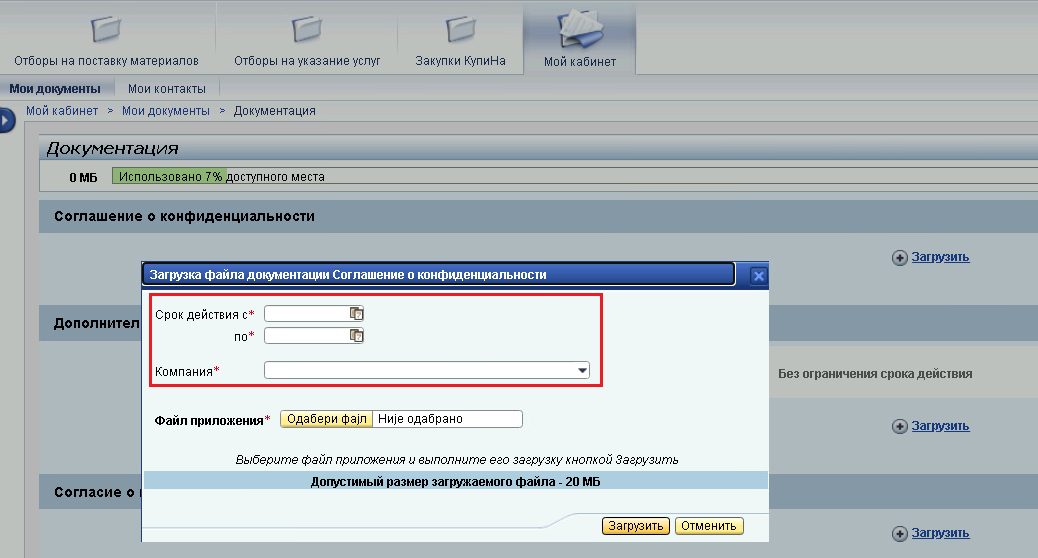 Отборы на поставку материалов
Отборы на указание услуг
Закупки КупиНа
Мой кабинет
Мои документы
Мои контакты
Мой кабинет > Мои документы > Документация
Документация
0 МБ
Использовано 7% доступного места
Соглашение о конфиденциальности
Загрузить
Загрузка файла документации Соглашение о конфиденциальности
Срок действия с*
по*
Компания*
Дополнител
Без ограничения срока действия
Файл приложения*
Одабери фајл
Није одабрано
Загрузить
Выберите файл приложения и выполните его загрузку кнопкой Загрузить
Допустимый размер загружаемого файла - 20 МБ
Согласие о
Загрузить
Отменить
Загрузить